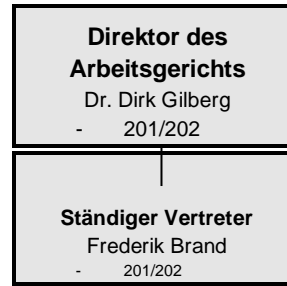 Direktor des
Arbeitsgerichts
Dr. Dirk Gilberg
- 201/202
Ständiger Vertreter
Frederik Brand
- 201/202